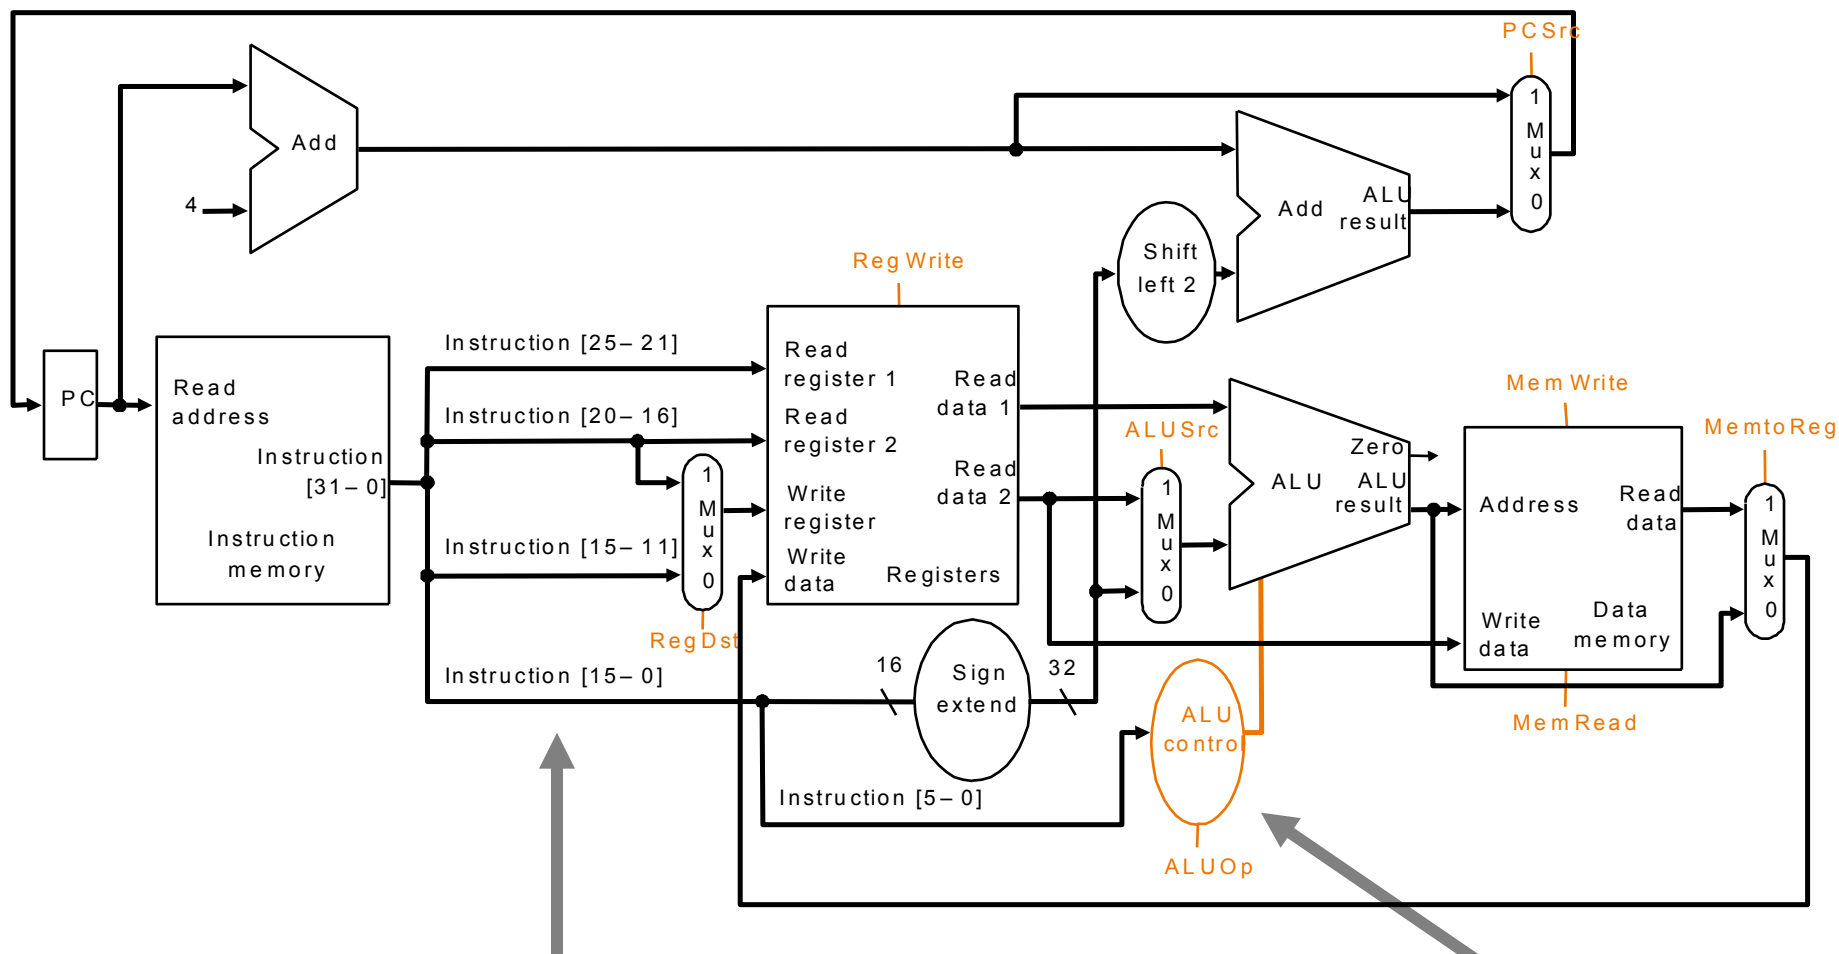 PCSrc
1
M
u
x
0
Add
4
Add
ALU
result
Shift
left 2
RegWrite
PC
Read
address
Instruction
[31–0]
Instruction
memory
Instruction [25–21]
Instruction [20–16]
Instruction [15–11]
Instruction [15–0]
1
M
u
x
0
RegDst
Read
register 1
Read
register 2
Write
register
Write
data
Read
data 1
Read
data 2
Registers
16
Sign
extend
32
Instruction [5–0]
ALUSrc
1
M
u
x
0
Zero
ALU
ALU
result
ALU
control
ALUOp
MemWrite
Address
Read
data
Write
data
Data
memory
MemRead
MemtoReg
1
M
u
x
0